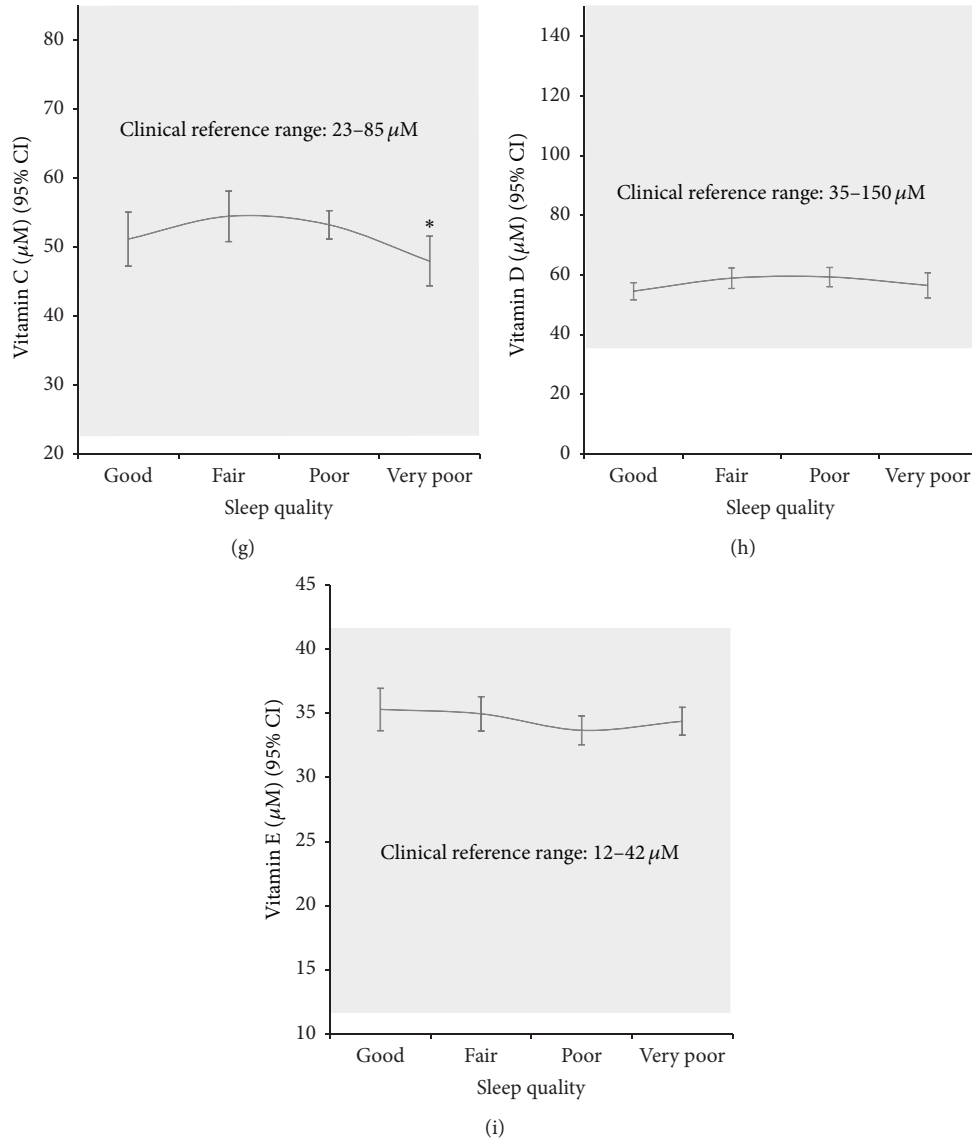 80
70
60
50
40
30
20
Vitamin C (μM) (95% CI)
Clinical reference range: 23–85 μM
*
Good Fair Poor Very poor
Sleep quality
(g)
140
120
100
80
60
40
20
0
Vitamin D (μM) (95% CI)
Clinical reference range: 35–150 μM
Good Fair Poor Very poor
Sleep quality
(h)
45
40
35
30
25
20
15
10
Vitamin E (μM) (95% CI)
Clinical reference range: 12–42 μM
Good Fair Poor Very poor
Sleep quality
(i)